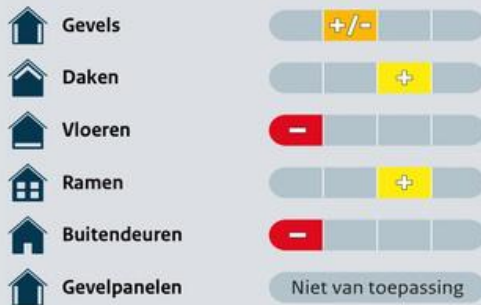 Gevels +/-
Daken +
Vloeren -
Ramen +
Buitendeuren -
Gevelpanelen Niet van toepassing